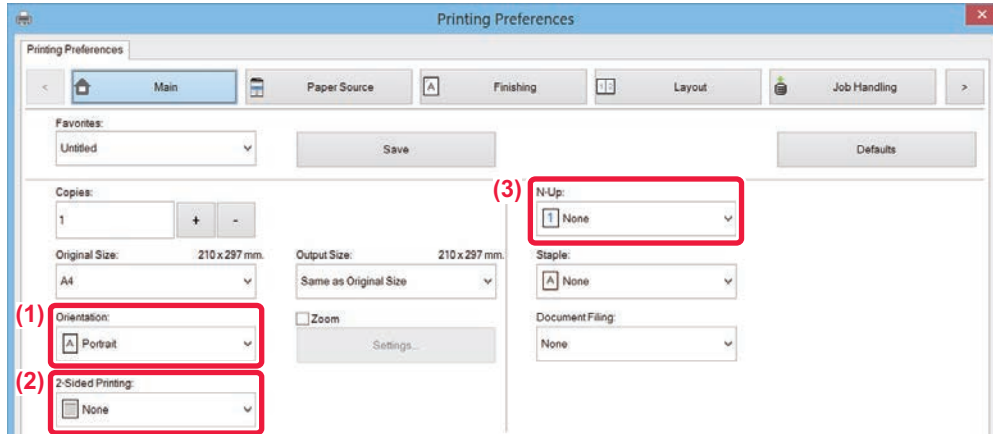 Printing Preferences
×
Printing Preferences
< Main Paper Source A Finishing 1 2 Layout Job Handling >
Favorites:
Untitled Save Defaults
Copies: (3) N-Up:
1 + - 1 None
Original Size: 210 x 297 mm. Output Size: 210 x 297 mm. Staple:
A4 Same as Original Size A None
(1) Orientation: Zoom Document Filing:
A Portrait Settings... None
(2) 2-Sided Printing:
None